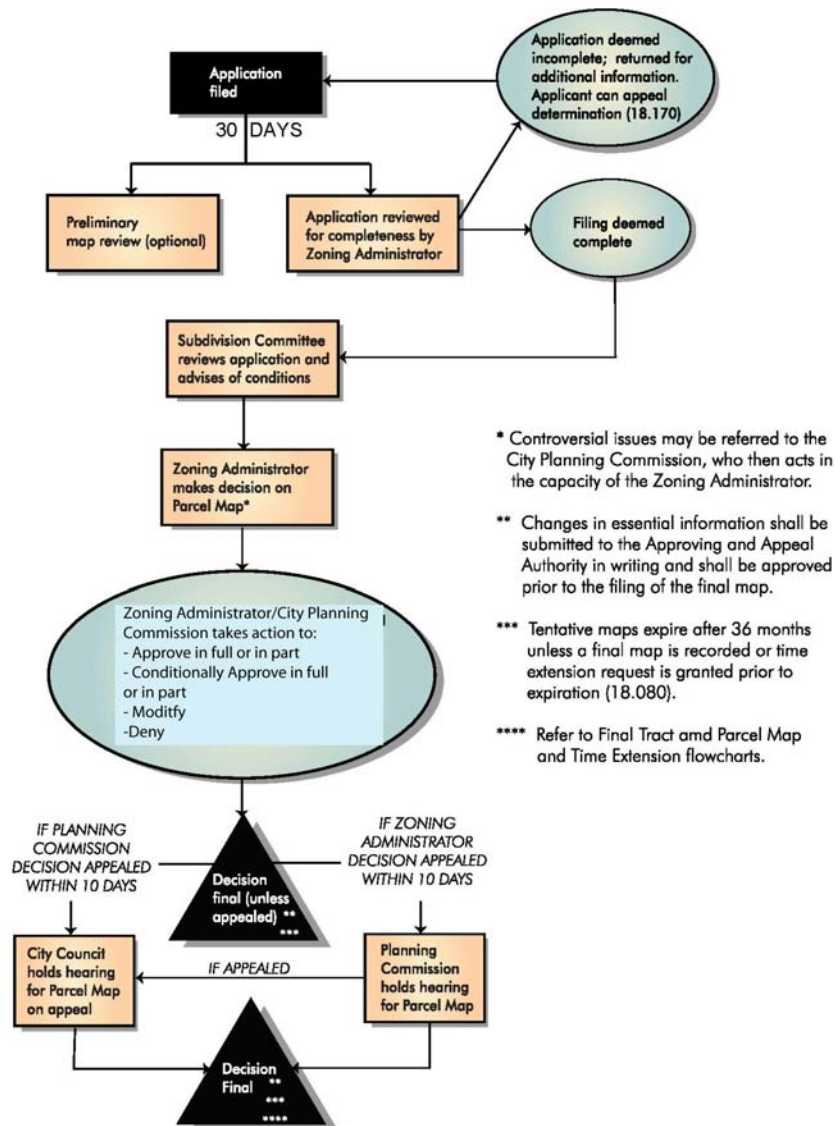 Application
filed
Application deemed
incomplete; returned for
additional information.
Applicant can appeal
determination (18.170)
30 DAYS
Preliminary
map review (optional)
Application reviewed
for completeness by
Zoning Administrator
Filing deemed
complete
Subdivision Committee
reviews application and
advises of conditions
Zoning Administrator
makes decision on
Parcel Map*
* Controversial issues may be referred to the
City Planning Commission, who then acts in
the capacity of the Zoning Administrator.
** Changes in essential information shall be
submitted to the Approving and Appeal
Authority in writing and shall be approved
prior to the filing of the final map.
*** Tentative maps expire after 36 months
unless a final map is recorded or time
extension request is granted prior to
expiration (18.080).
**** Refer to Final Tract amd Parcel Map
and Time Extension flowcharts.
Zoning Administrator/City Planning
Commission takes action to:
- Approve in full or in part
- Conditionally Approve in full
or in part
- Moditfy
-Deny
IF PLANNING
COMMISSION
DECISION APPEALED
WITHIN 10 DAYS
IF ZONING
ADMINISTRATOR
DECISION APPEALED
WITHIN 10 DAYS
Decision
final (unless
appealed) **
***
City Council
holds hearing
for Parcel Map
on appeal
IF APPEALED
Planning
Commission
holds hearing
for Parcel Map
Decision
Final **
***
****